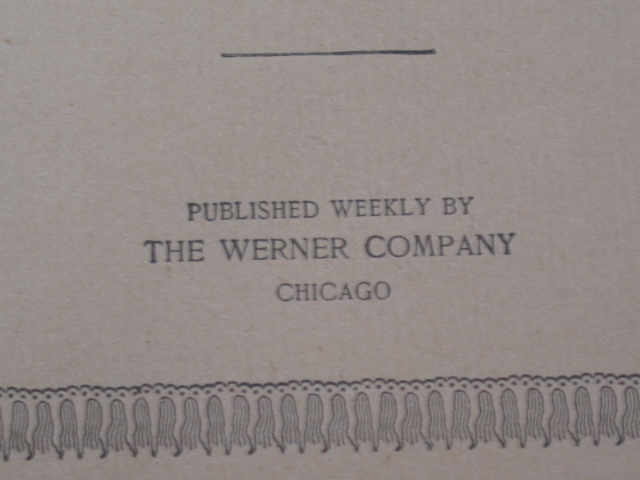 PUBLISHED WEEKLY BY
THE WERNER COMPANY
CHICAGO